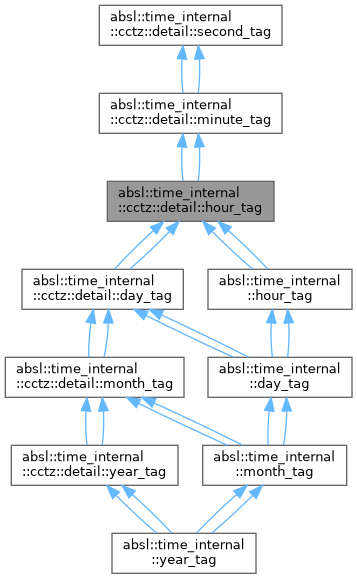 absl::time_internal
::cctz::detail::second_tag
absl::time_internal
::cctz::detail::minute_tag
absl::time_internal
::cctz::detail::hour_tag
absl::time_internal
::cctz::detail::day_tag
absl::time_internal
::hour_tag
absl::time_internal
::cctz::detail::month_tag
absl::time_internal
::day_tag
absl::time_internal
::cctz::detail::year_tag
absl::time_internal
::month_tag
absl::time_internal
::year_tag